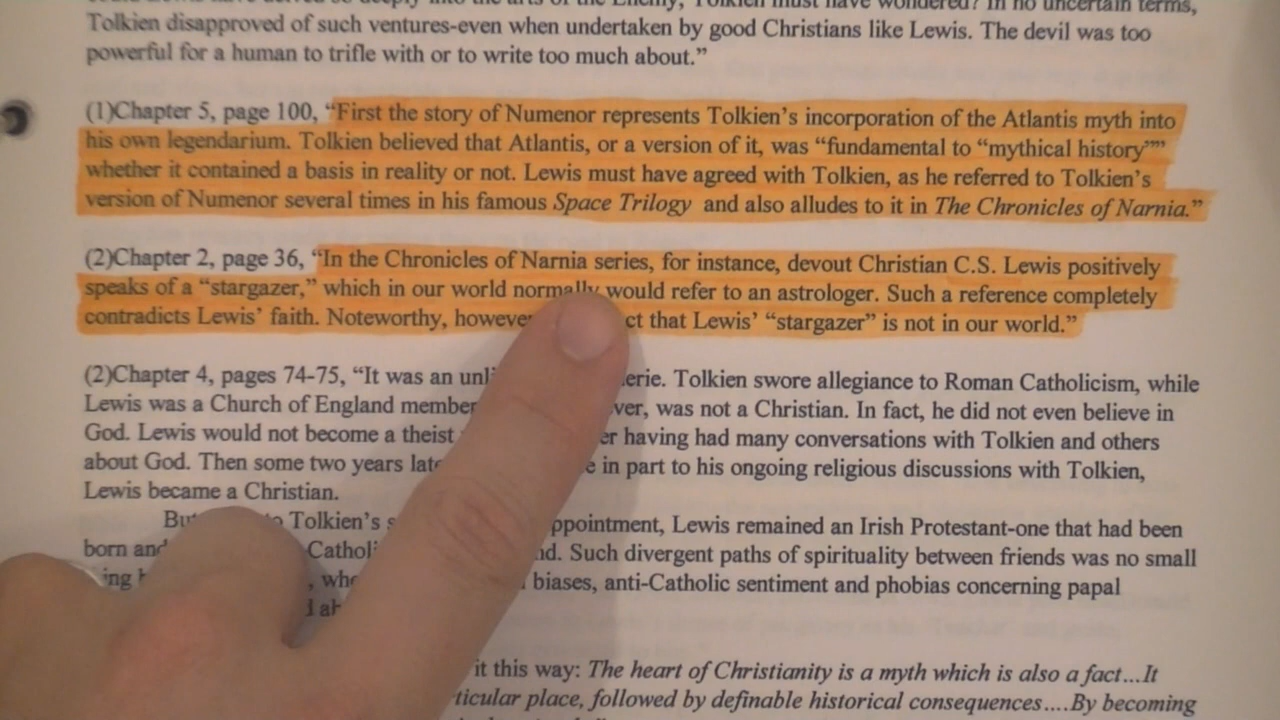 Tolkien disapproved of such ventures-even when undertaken by good Christians like Lewis. The devil was too
powerful for a human to trifle with or to write too much about.”
(1)Chapter 5, page 100, “First the story of Numenor represents Tolkien’s incorporation of the Atlantis myth into
his own legendarium. Tolkien believed that Atlantis, or a version of it, was “fundamental to “mythical history””
whether it contained a basis in reality or not. Lewis must have agreed with Tolkien, as he referred to Tolkien’s
version of Numenor several times in his famous Space Trilogy and also alludes to it in The Chronicles of Narnia.”
(2)Chapter 2, page 36, “In the Chronicles of Narnia series, for instance, devout Christian C.S. Lewis positively
speaks of a “stargazer,” which in our world normally would refer to an astrologer. Such a reference completely
contradicts Lewis’ faith. Noteworthy, that Lewis’ “stargazer” is not in our world.”
(2)Chapter 4, pages 74-75, “It was an Tolkien swore allegiance to Roman Catholicism, while
Lewis was a Church of England member was not a Christian. In fact, he did not even believe in
God. Lewis would not become a theist having had many conversations with Tolkien and others
about God. Then some two years in part to his ongoing religious discussions with Tolkien,
Lewis became a Christian.
Tolkien’s Lewis remained an Irish Protestant-one that had been
born Such divergent paths of spirituality between friends was no small
biases, anti-Catholic sentiment and phobias concerning papal
it this way: The heart of Christianity is a myth which is also a fact...It
place, followed by definable historical consequences....By becoming